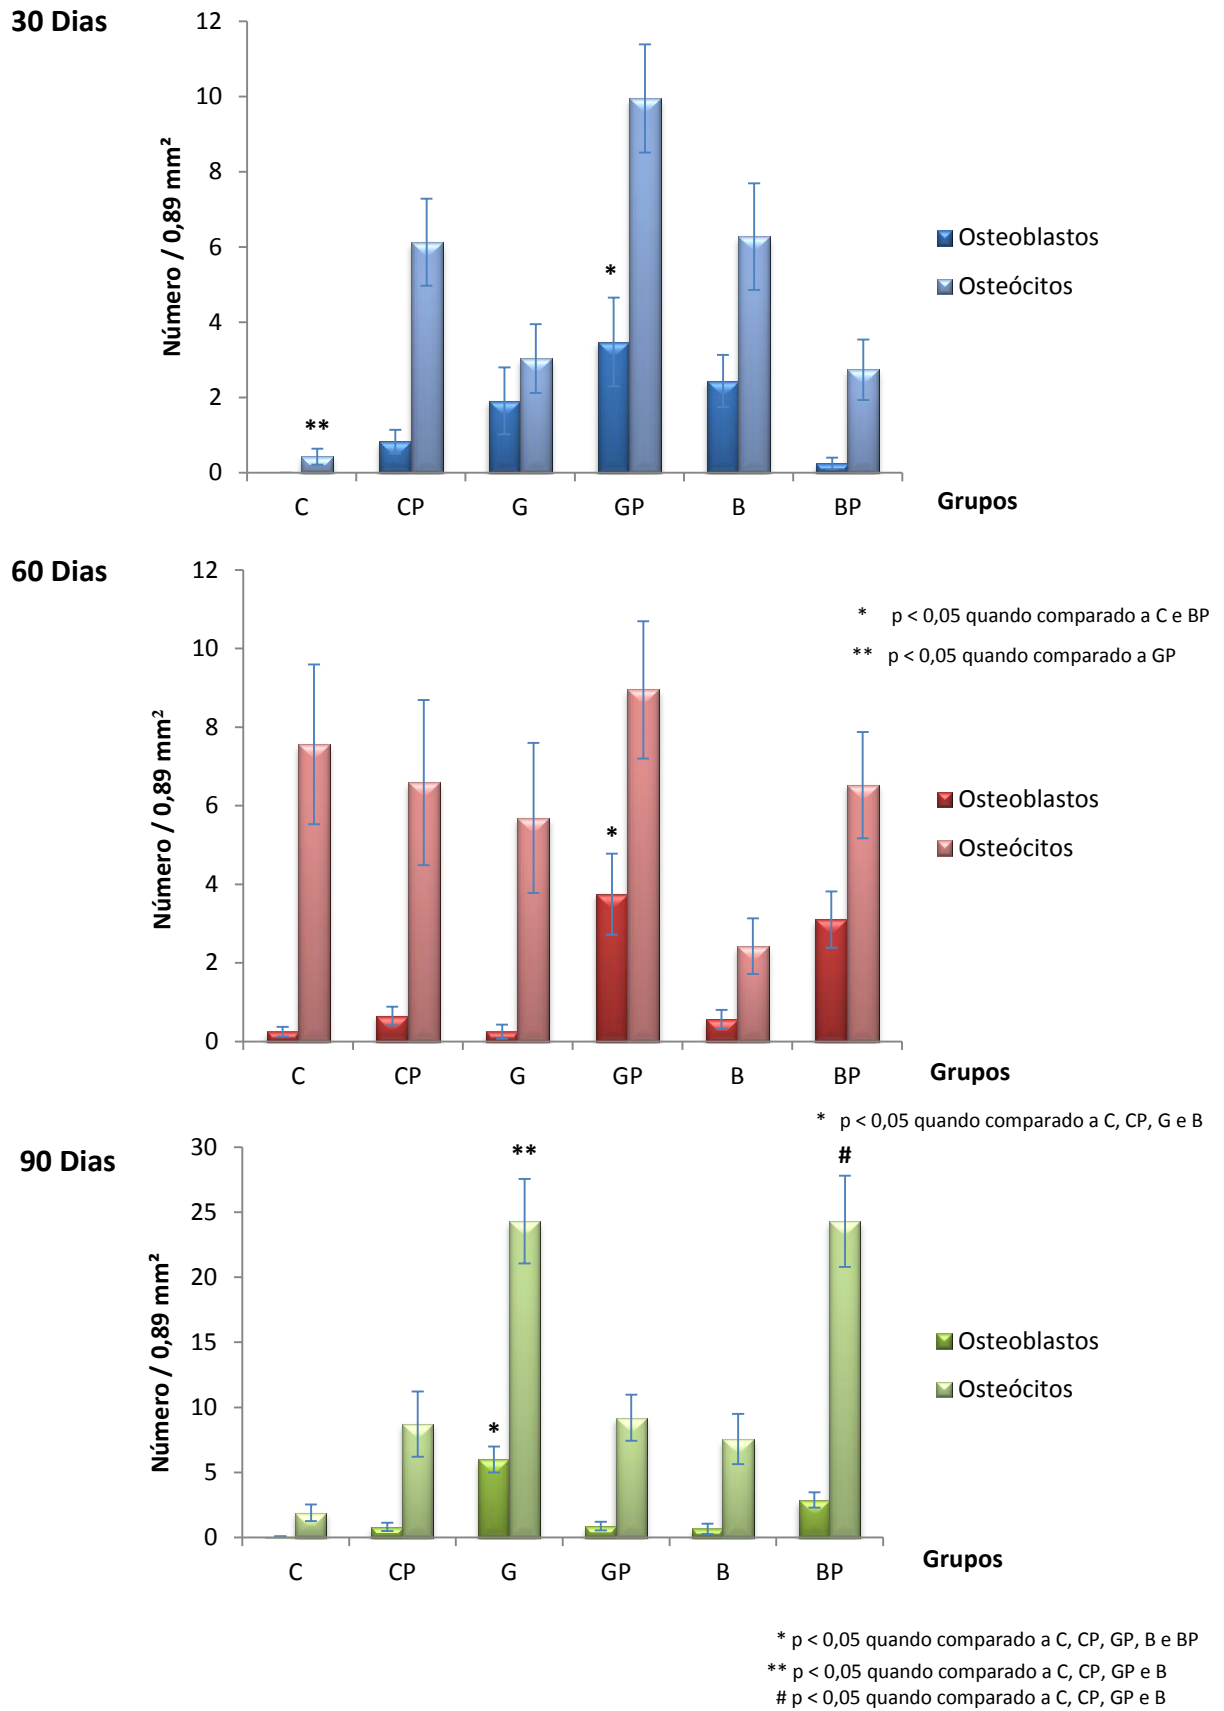 30 Dias
12
10
8
6
4
2
0
Número / 0,89 mm²
*
**
C CP G GP B BP
Grupos
Osteoblastos
Osteócitos
60 Dias
12
10
8
6
4
2
0
Número / 0,89 mm²
*
C CP G GP B BP
Grupos
* p < 0,05 quando comparado a C e BP
** p < 0,05 quando comparado a GP
Osteoblastos
Osteócitos
* p < 0,05 quando comparado a C, CP, G e B
90 Dias
30
25
20
15
10
5
0
Número / 0,89 mm²
** #
*
C CP G GP B BP
Grupos
Osteoblastos
Osteócitos
* p < 0,05 quando comparado a C, CP, GP, B e BP
** p < 0,05 quando comparado a C, CP, GP e B
# p < 0,05 quando comparado a C, CP, GP e B